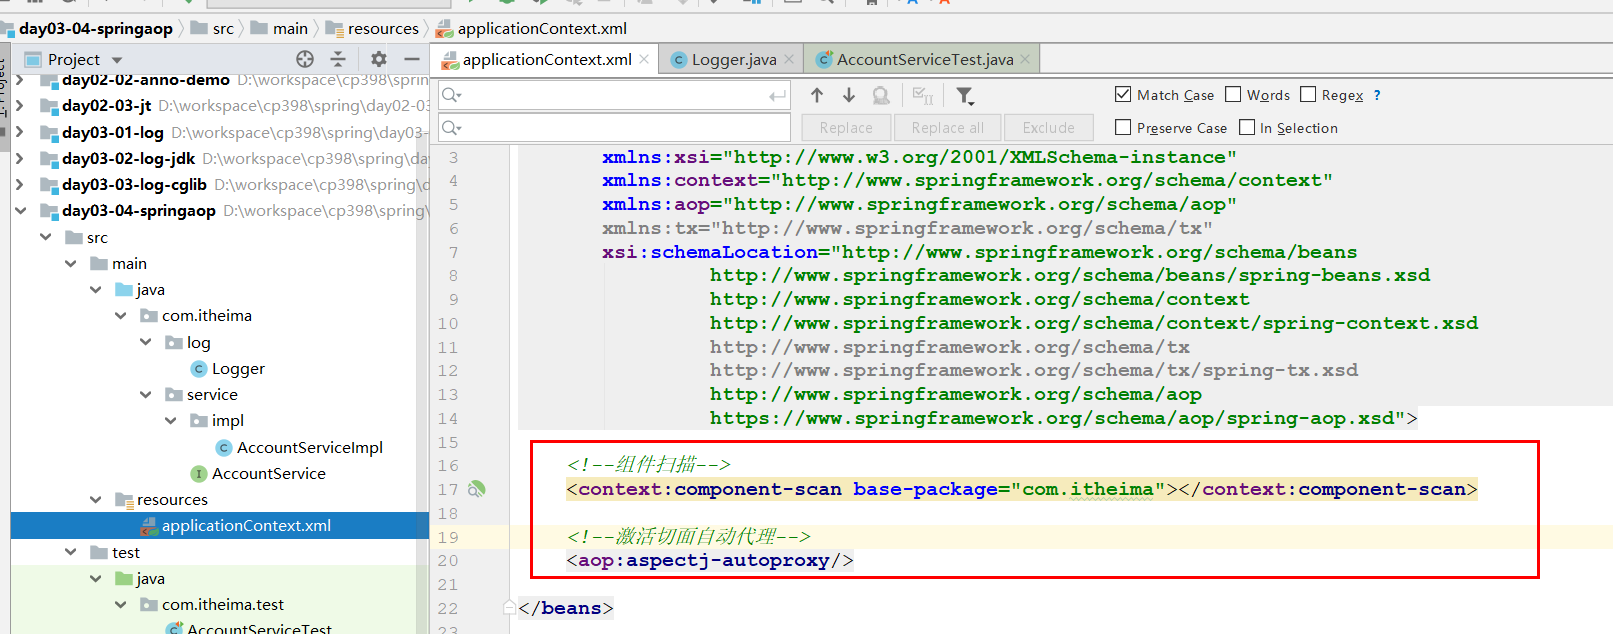 day03-04-springaop
src
main
resources
applicationContext.xml
Project
applicationContext.xml
Logger.java
AccountServiceTest.java
day02-02-anno-demo D:\workspace\cp398\spring
day02-03-jt D:\workspace\cp398\spring\day02-03
day03-01-log D:\workspace\cp398\spring\day03-
day03-02-log-jdk D:\workspace\cp398\spring\da
day03-03-log-cglib D:\workspace\cp398\spring\d
day03-04-springaop D:\workspace\cp398\spring\
src
main
java
com.itheima
log
Logger
service
impl
AccountServiceImpl
AccountService
resources
applicationContext.xml
test
java
com.itheima.test
AccountServiceTest
Match Case
Words
Regex
?
Replace
Replace all
Exclude
Preserve Case
In Selection
3 xmlns:xsi="http://www.w3.org/2001/XMLSchema-instance"
4 xmlns:context="http://www.springframework.org/schema/context"
5 xmlns:aop="http://www.springframework.org/schema/aop"
6 xmlns:tx="http://www.springframework.org/schema/tx"
7 xsi:schemaLocation="http://www.springframework.org/schema/beans
8 http://www.springframework.org/schema/beans/spring-beans.xsd
9 http://www.springframework.org/schema/context
10 http://www.springframework.org/schema/context/spring-context.xsd
11 http://www.springframework.org/schema/tx
12 http://www.springframework.org/schema/tx/spring-tx.xsd
13 http://www.springframework.org/schema/aop
14 https://www.springframework.org/schema/aop/spring-aop.xsd">
15
16 <!--组件扫描-->
17 <context:component-scan base-package="com.itheima"></context:component-scan>
18
19 <!--激活切面自动代理-->
20 <aop:aspectj-autoproxy/>
21
22 </beans>
23